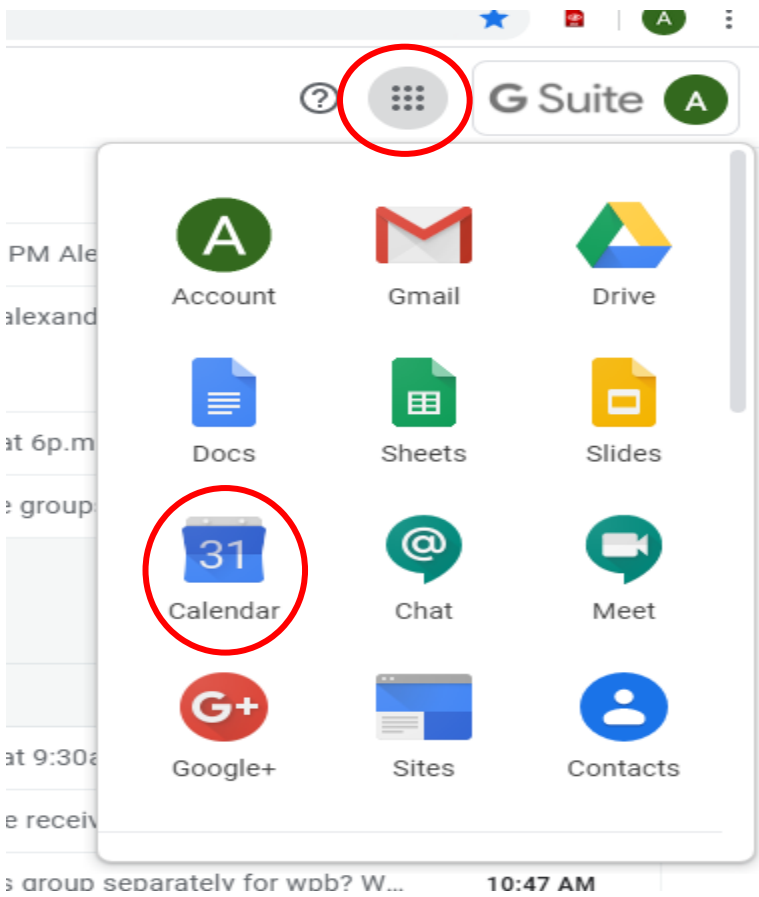 A
G Suite A
A
Account Gmail Drive
PM Ale
alexand
Docs Sheets Slides
at 6p.m
e groups
31
Calendar Chat Meet
G+
Google+ Sites Contacts
at 9:30a
e receiv
s group separately for wpb? W... 10:47 AM